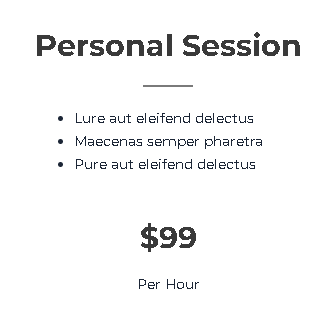 Personal Session
Lure aut eleifend delectus
Maecenas semper pharetra
Pure aut eleifend delectus
$99
Per Hour